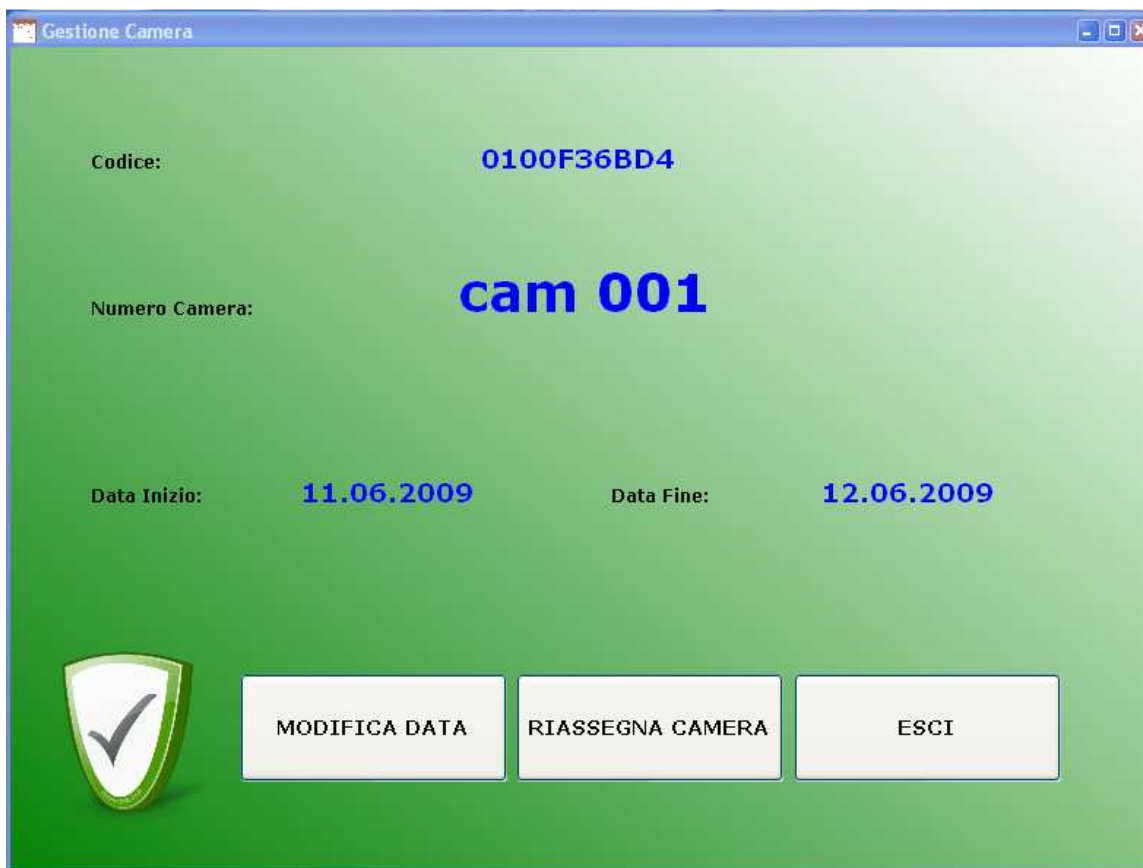 Gestione Camera
Codice: 0100F36BD4
Numero Camera: cam 001
Data Inizio: 11.06.2009 Data Fine: 12.06.2009
MODIFICA DATA RIASSEGNA CAMERA ESCI